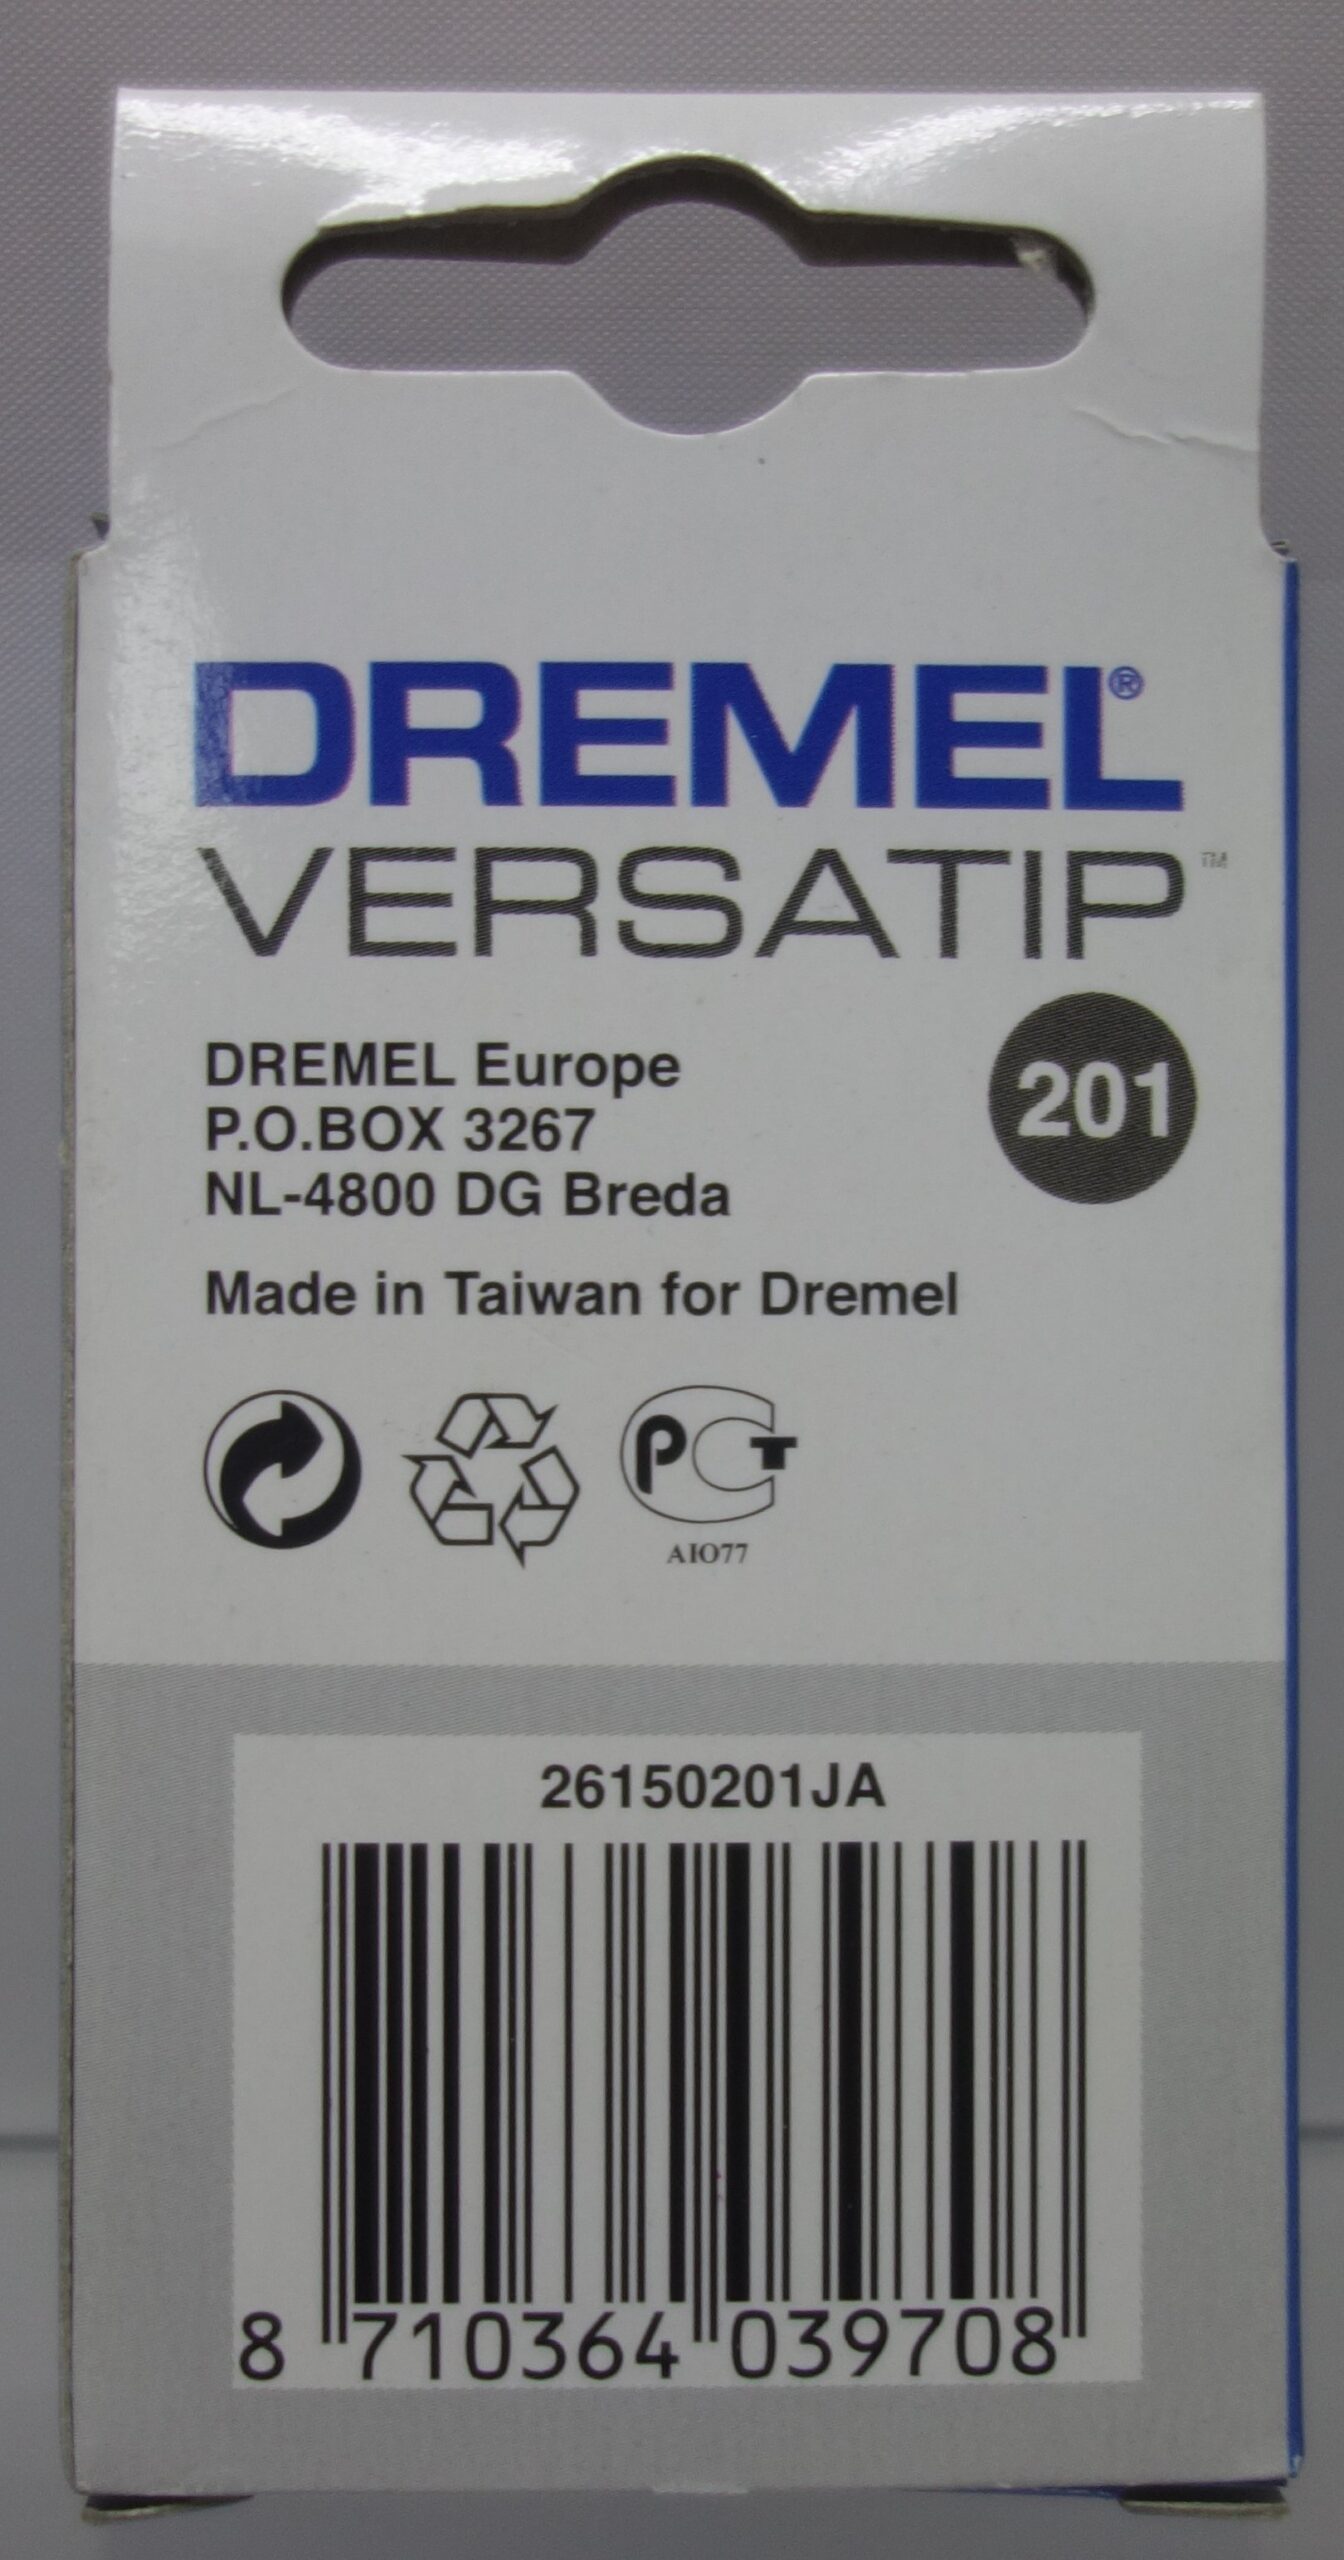 DREMEL®
VERSATIP™
201
DREMEL Europe
P.O.BOX 3267
NL-4800 DG Breda
Made in Taiwan for Dremel
PCT
АЮ77
26150201JA
8 710364 039708